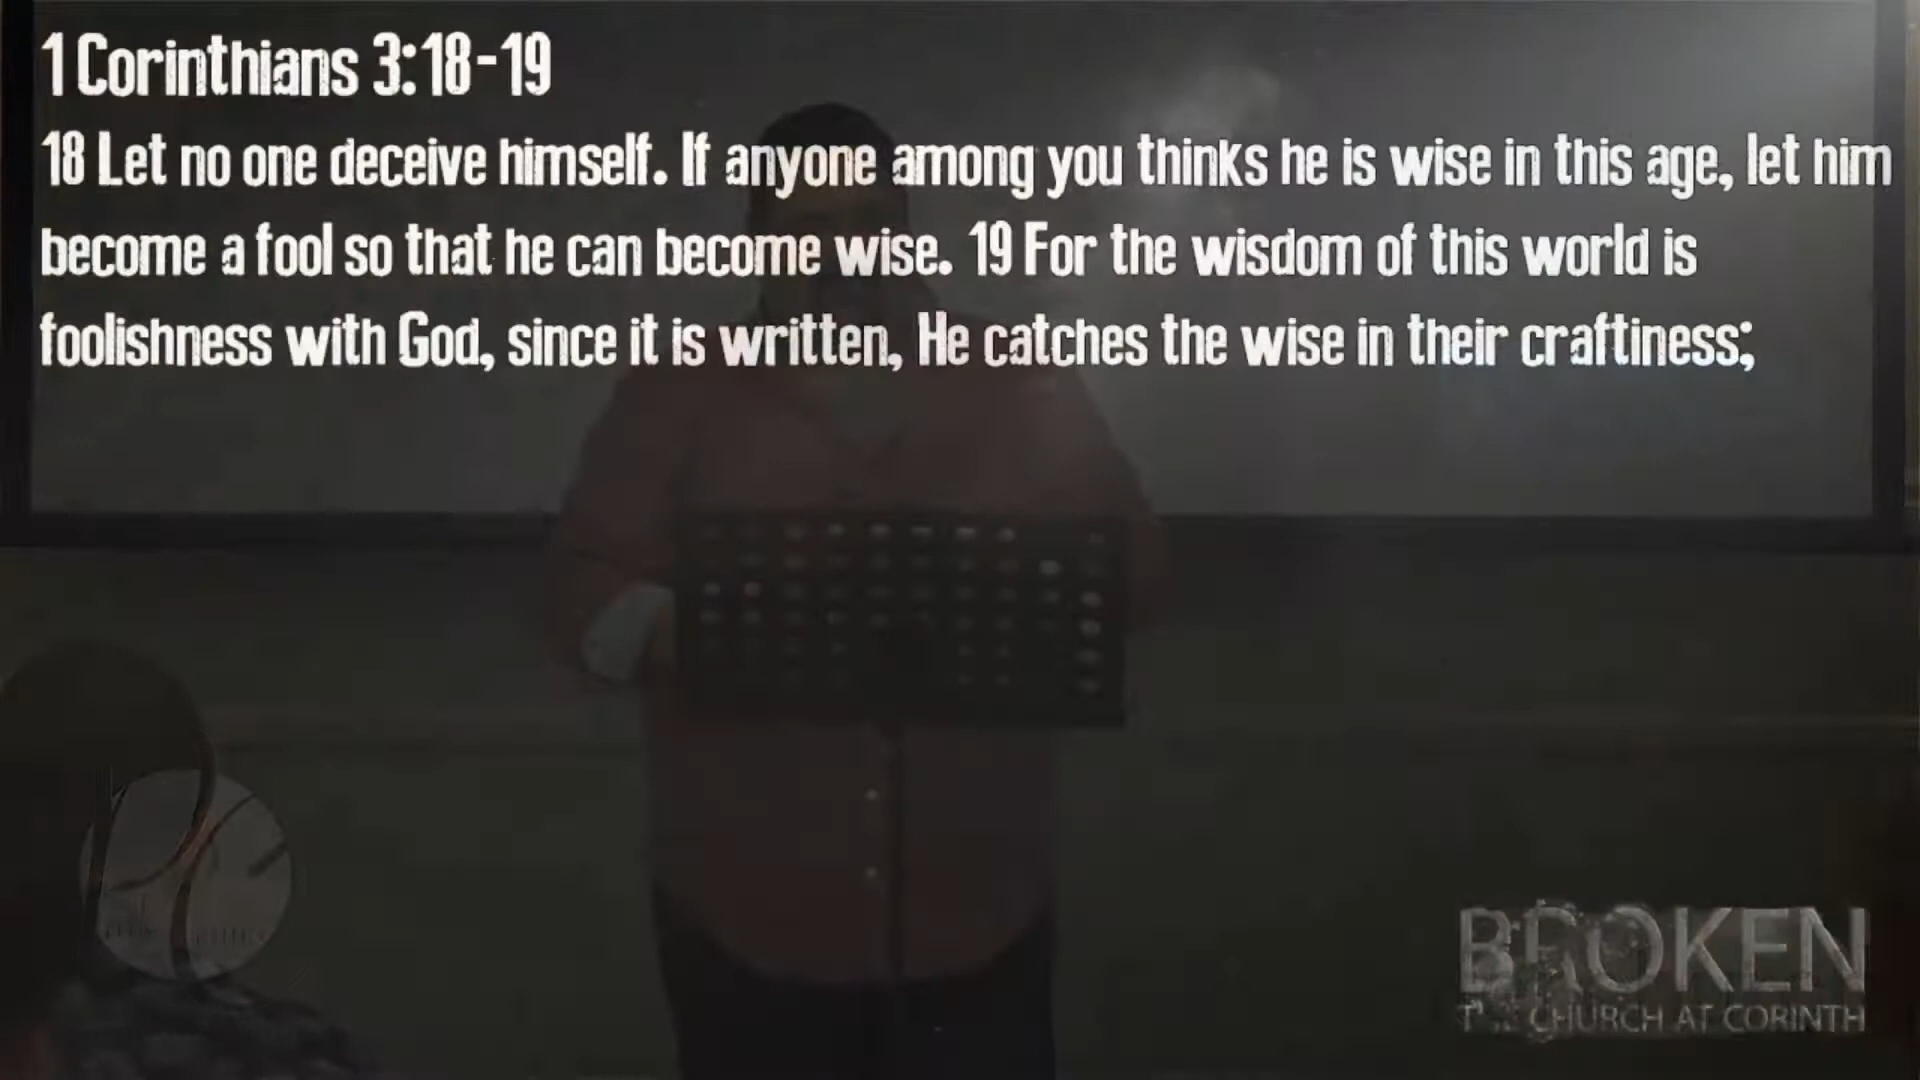 1 Corinthians 3:18-19
18 Let no one deceive himself. If anyone among you thinks he is wise in this age, let him
become a fool so that he can become wise. 19 For the wisdom of this world is
foolishness with God, since it is written, He catches the wise in their craftiness;
BROKEN
THE CHURCH AT CORINTH